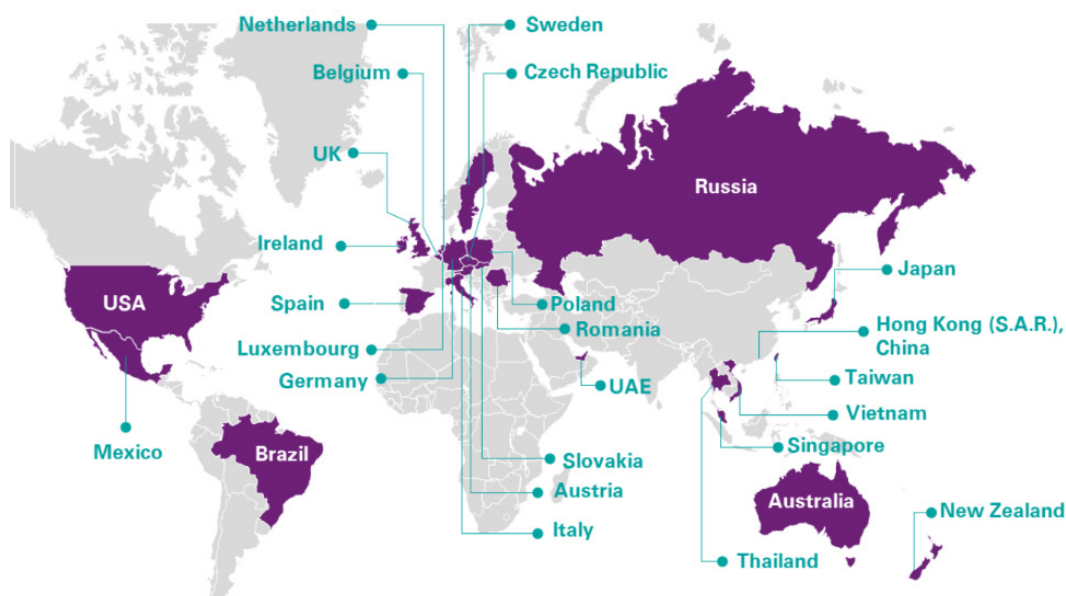 Netherlands
Sweden
Belgium
Czech Republic
UK
Russia
Ireland
Japan
USA
Spain
Poland
Romania
Hong Kong (S.A.R.),
China
Luxembourg
Germany
UAE
Taiwan
Vietnam
Mexico
Brazil
Singapore
Slovakia
Austria
Australia
New Zealand
Italy
Thailand